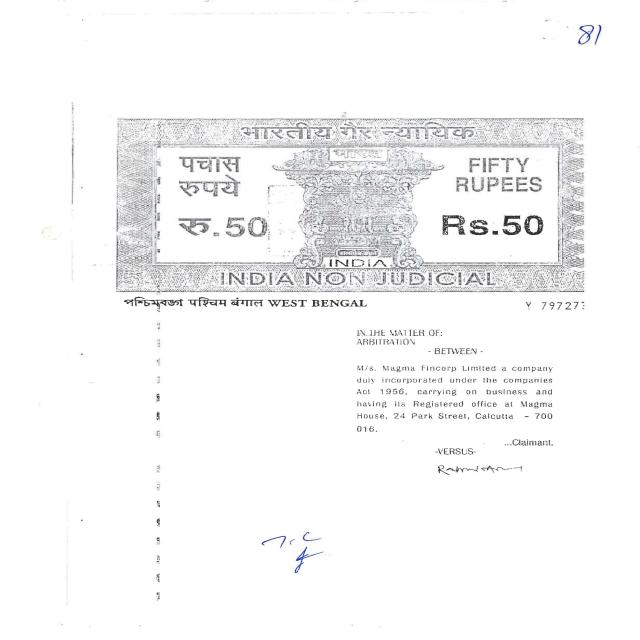 81
भारतीय गैर न्यायिक
पचास
रुपये
रु.50
FIFTY
RUPEES
Rs.50
INDIA
INDIA NON JUDICIAL
পশ্চিমবঙ্গ पश्चिम बंगाल WEST BENGAL
Y 797273
IN THE MATTER OF:
ARBITRATION
- BETWEEN -
M/s. Magma Fincorp Limited a company
duly incorporated under the companies
Act 1956, carrying on business and
having its Registered office at Magma
House, 24 Park Street, Calcutta - 700
016.
...Claimant.
-VERSUS-